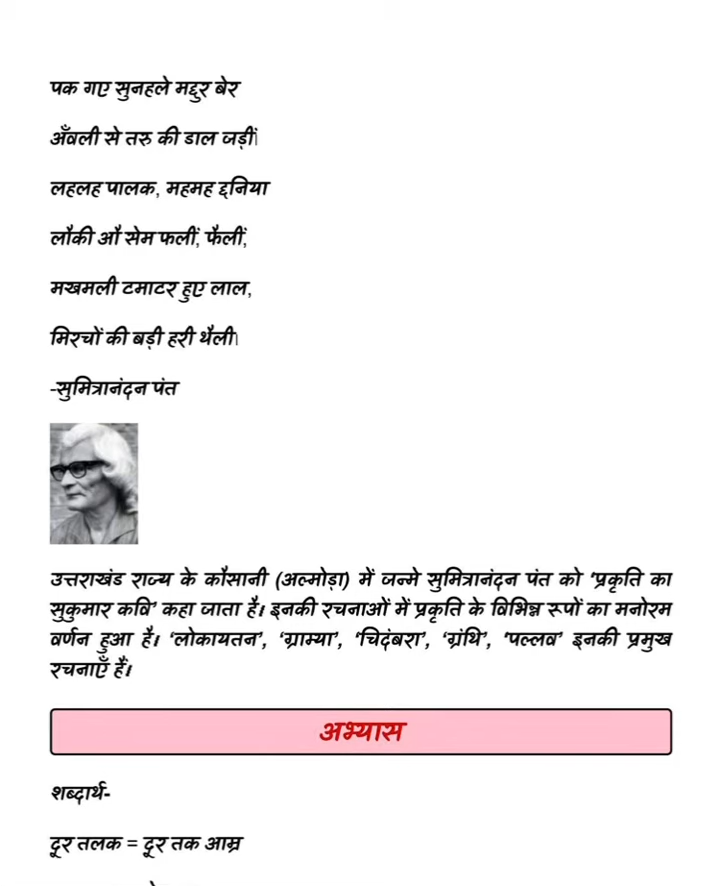 पक गए सुनहले मद्दुर बेर
अँवली से तरु की डाल जड़ीं।
लहलह पालक, महमह द्दनिया
लौकी औ सेम फलीं, फैलीं,
मखमली टमाटर हुए लाल,
मिरचों की बड़ी हरी थैली।
-सुमित्रानंदन पंत
उत्तराखंड राज्य के कौसानी (अल्मोड़ा) में जन्मे सुमित्रानंदन पंत को ‘प्रकृति का
सुकुमार कवि’ कहा जाता है। इनकी रचनाओं में प्रकृति के विभिन्न रूपों का मनोरम
वर्णन हुआ है। ‘लोकायतन’, ‘ग्राम्या’, ‘चिदंबरा’, ‘ग्रंथि’, ‘पल्लव’ इनकी प्रमुख
रचनाएँ हैं।
अभ्यास
शब्दार्थ-
दूर तलक = दूर तक आम्र